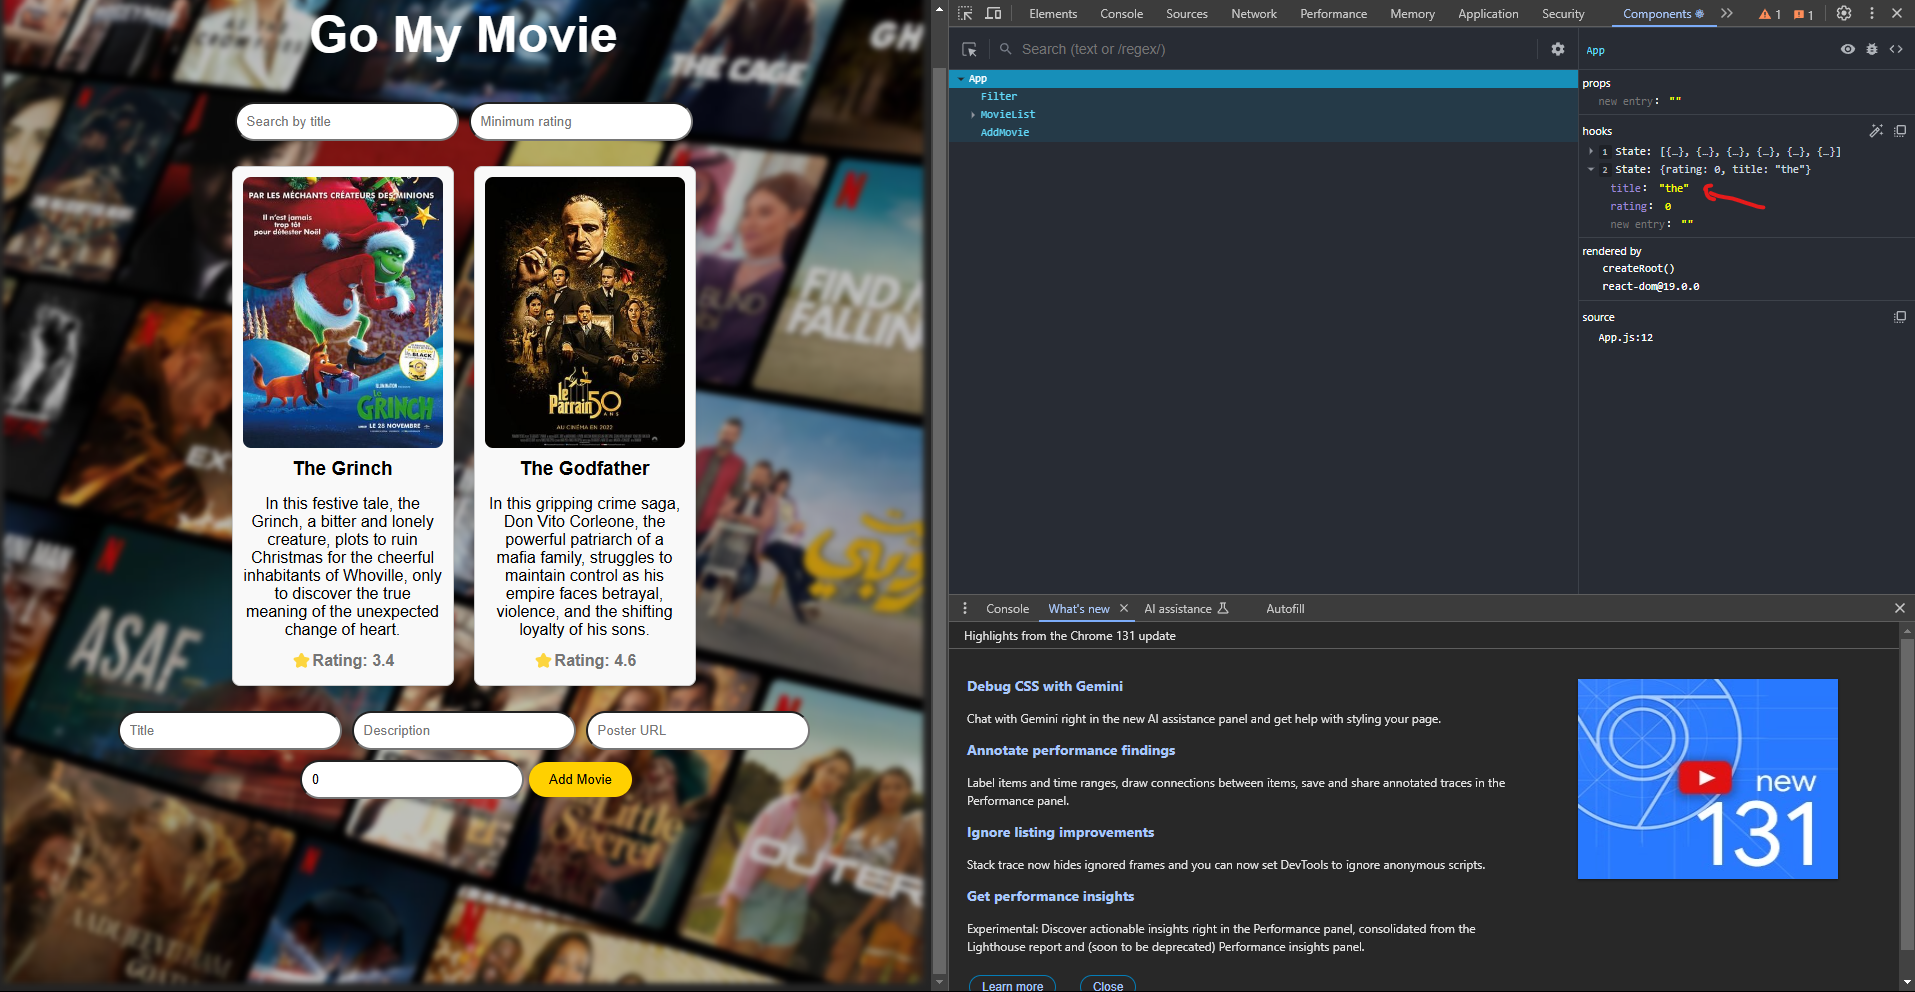 Go My Movie
THE CAGE
GH
Search by title
Minimum rating
PAR LES MÉCHANTS CRÉATEURS DES MINIONS
Il n'est jamais
trop tôt
pour détester Noël
LE
GRINCH
LE 28 NOVEMBRE
le
Parrain 50
ANS
AU CINÉMA EN 2022
The Grinch
In this festive tale, the
Grinch, a bitter and lonely
creature, plots to ruin
Christmas for the cheerful
inhabitants of Whoville, only
to discover the true
meaning of the unexpected
change of heart.
Rating: 3.4
The Godfather
In this gripping crime saga,
Don Vito Corleone, the
powerful patriarch of a
mafia family, struggles to
maintain control as his
empire faces betrayal,
violence, and the shifting
loyalty of his sons.
Rating: 4.6
FIND
FALLIN
ASAF
Title
Description
Poster URL
0
Add Movie
Little
Secret
OUTER
Elements Console Sources Network Performance Memory Application Security Components 1 1
Search (text or /regex/)
App
Filter
MovieList
AddMovie
App
props
new entry: ""
hooks
1 State: [{…}, {…}, {…}, {…}, {…}, {…}]
2 State: {rating: 0, title: "the"}
title: "the"
rating: 0
new entry: ""
rendered by
createRoot()
react-dom@19.0.0
source
App.js:12
Console What's new AI assistance Autofill
Highlights from the Chrome 131 update
Debug CSS with Gemini
Chat with Gemini right in the new AI assistance panel and get help with styling your page.
Annotate performance findings
Label items and time ranges, draw connections between items, save and share annotated traces in the
Performance panel.
Ignore listing improvements
Stack trace now hides ignored frames and you can now set DevTools to ignore anonymous scripts.
Get performance insights
Experimental: Discover actionable insights right in the Performance panel, consolidated from the
Lighthouse report and (soon to be deprecated) Performance insights panel.
Learn more Close
new
131